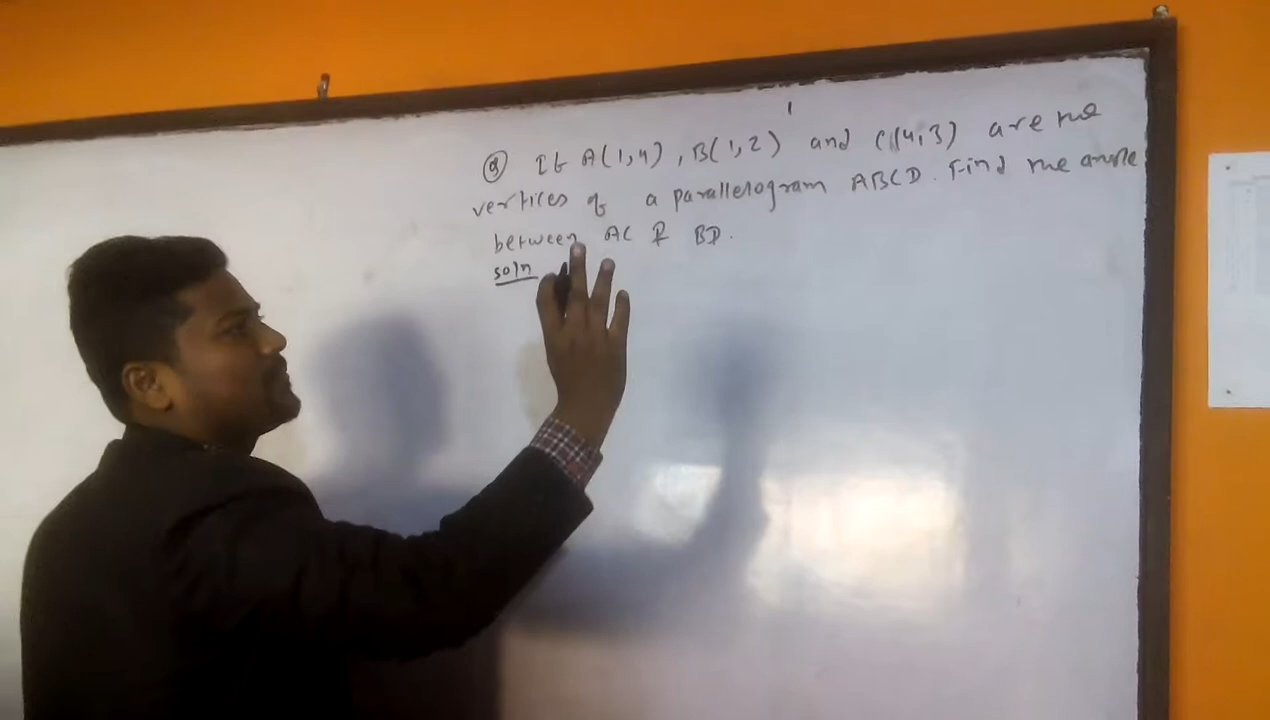 Q If A(1,4), B(1,2) and C(4,3) are the
vertices of a parallelogram ABCD. Find the angle
between AC & BD.
soln